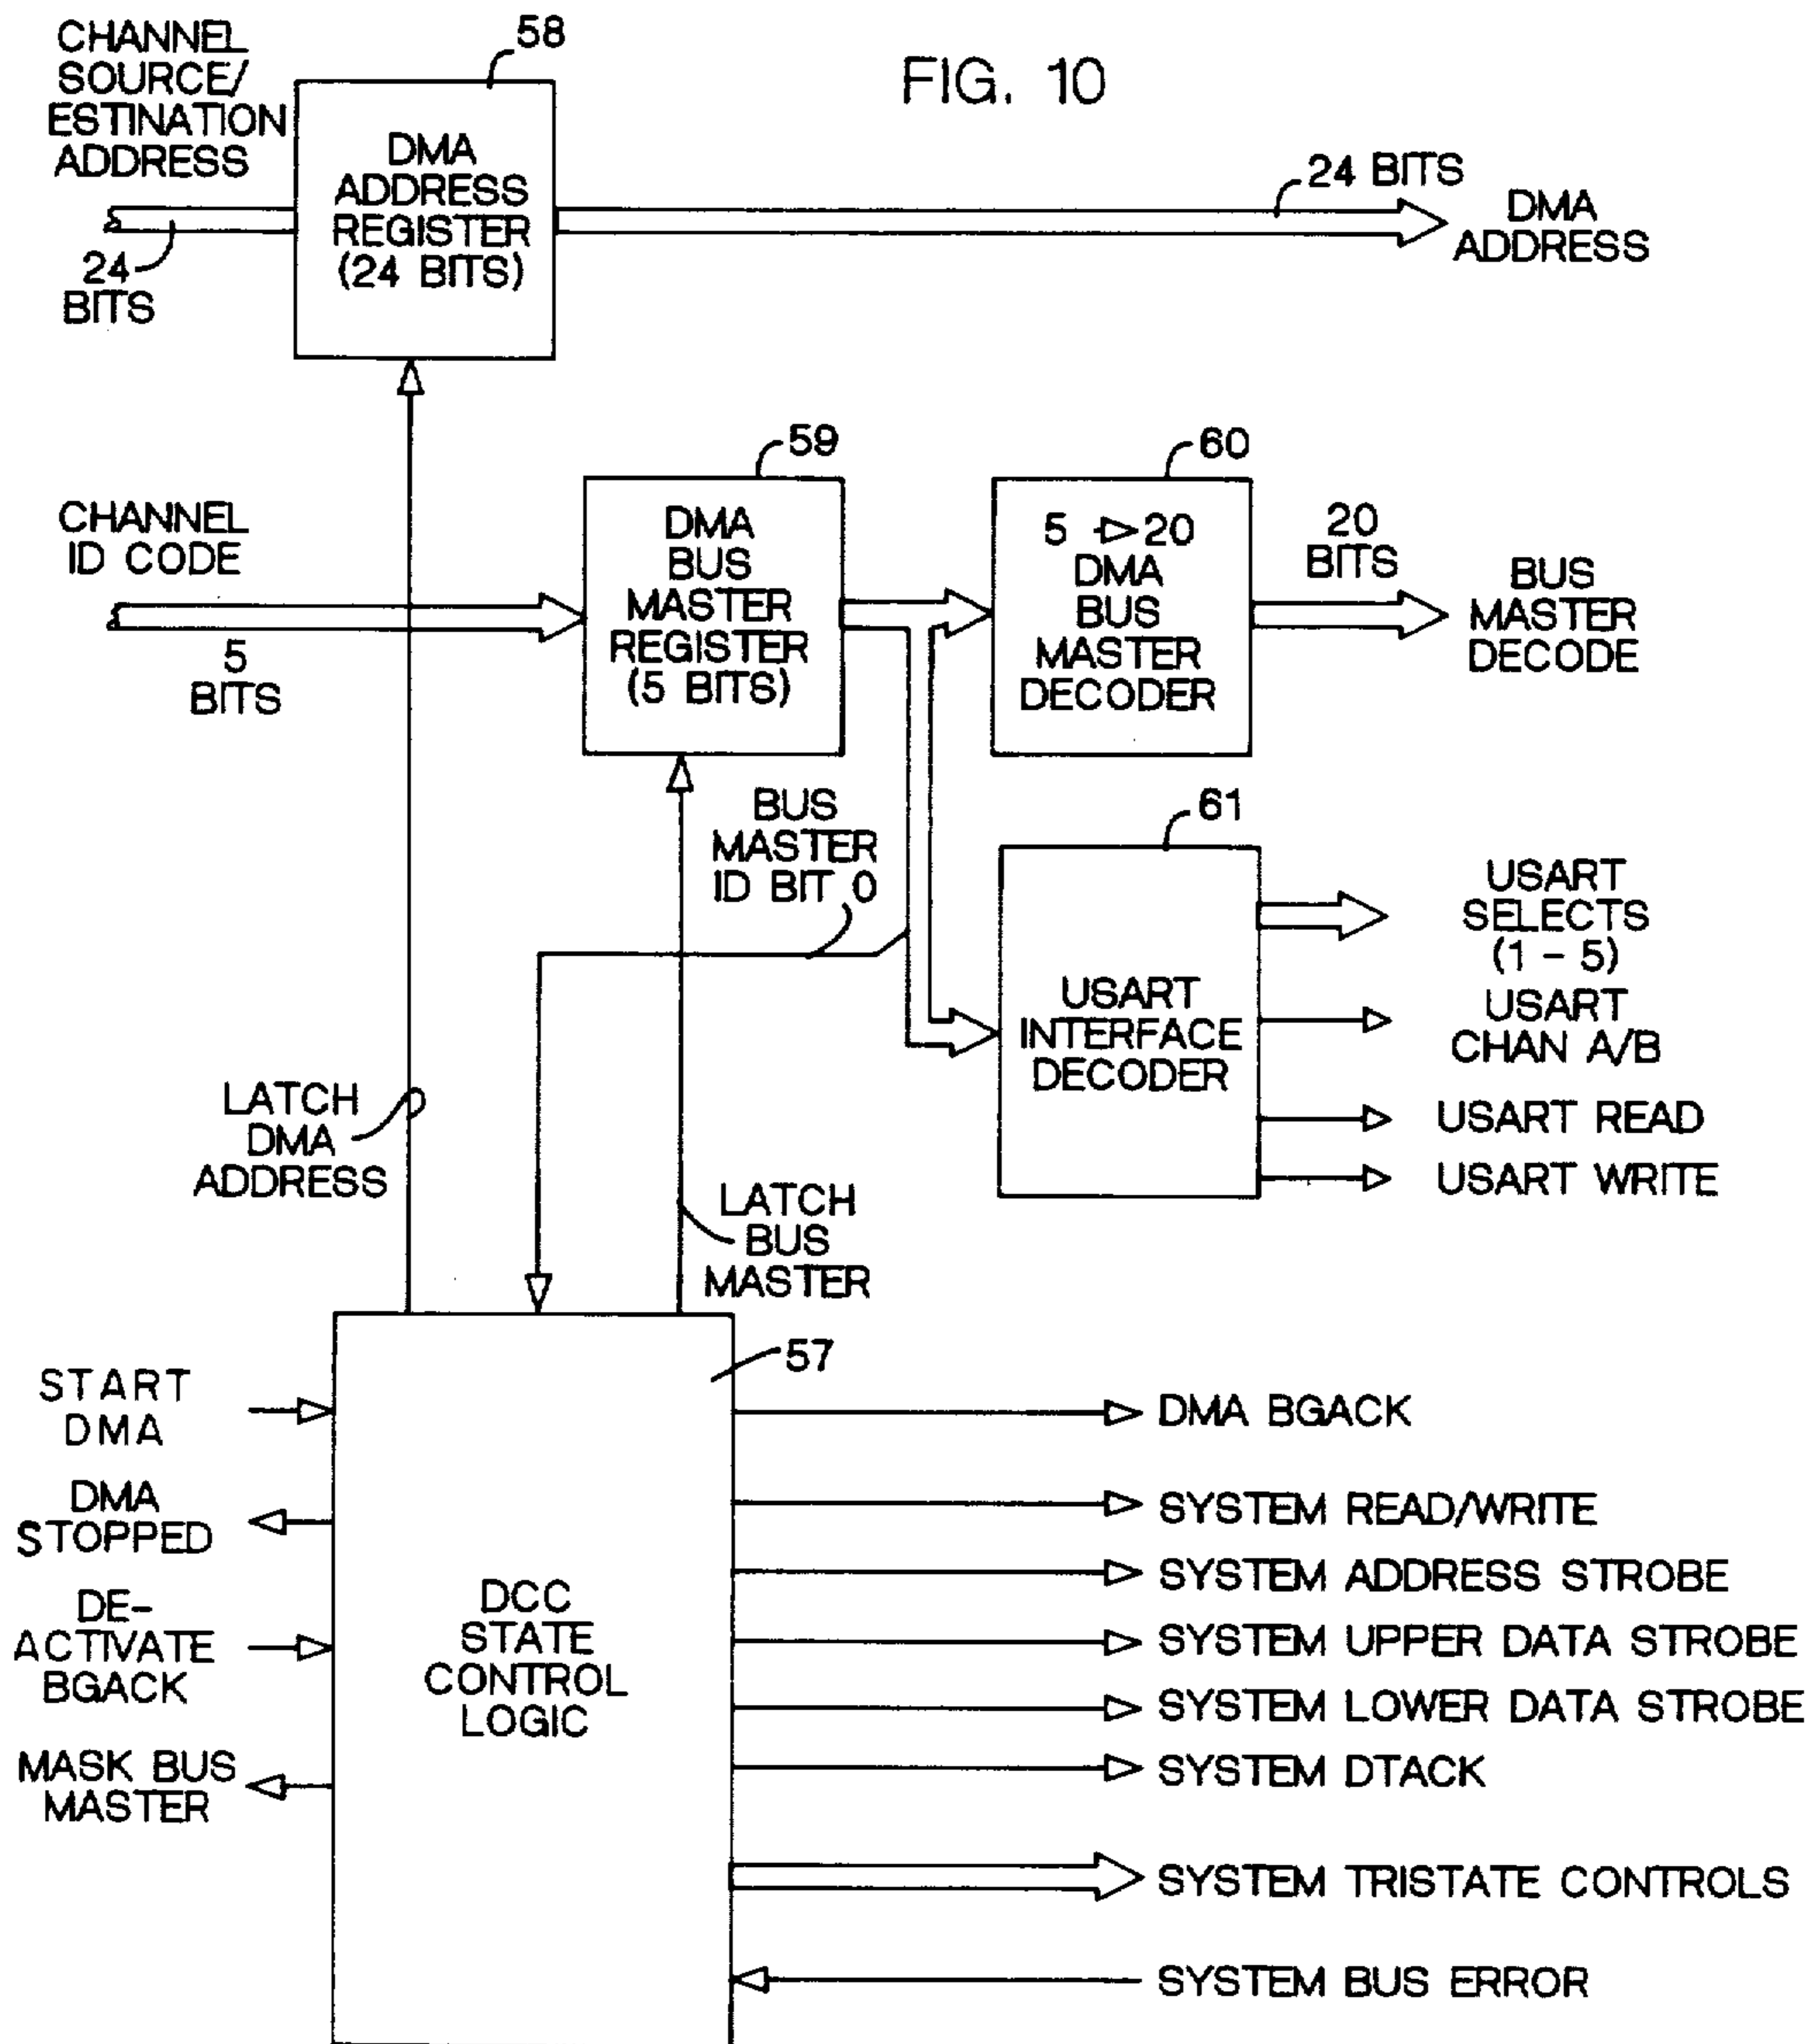 FIG. 10
CHANNEL
SOURCE/
ESTINATION
ADDRESS
24
BITS
58
DMA
ADDRESS
REGISTER
(24 BITS)
24 BITS
DMA
ADDRESS
CHANNEL
ID CODE
5
BITS
59
DMA
BUS
MASTER
REGISTER
(5 BITS)
60
5 → 20
DMA
BUS
MASTER
DECODER
20
BITS
BUS
MASTER
DECODE
BUS
MASTER
ID BIT 0
61
USART
INTERFACE
DECODER
USART
SELECTS
(1 - 5)
USART
CHAN A/B
USART READ
USART WRITE
LATCH
DMA
ADDRESS
LATCH
BUS
MASTER
57
DCC
STATE
CONTROL
LOGIC
START
DMA
DMA
STOPPED
DE-
ACTIVATE
BGACK
MASK BUS
MASTER
DMA BGACK
SYSTEM READ/WRITE
SYSTEM ADDRESS STROBE
SYSTEM UPPER DATA STROBE
SYSTEM LOWER DATA STROBE
SYSTEM DTACK
SYSTEM TRISTATE CONTROLS
SYSTEM BUS ERROR